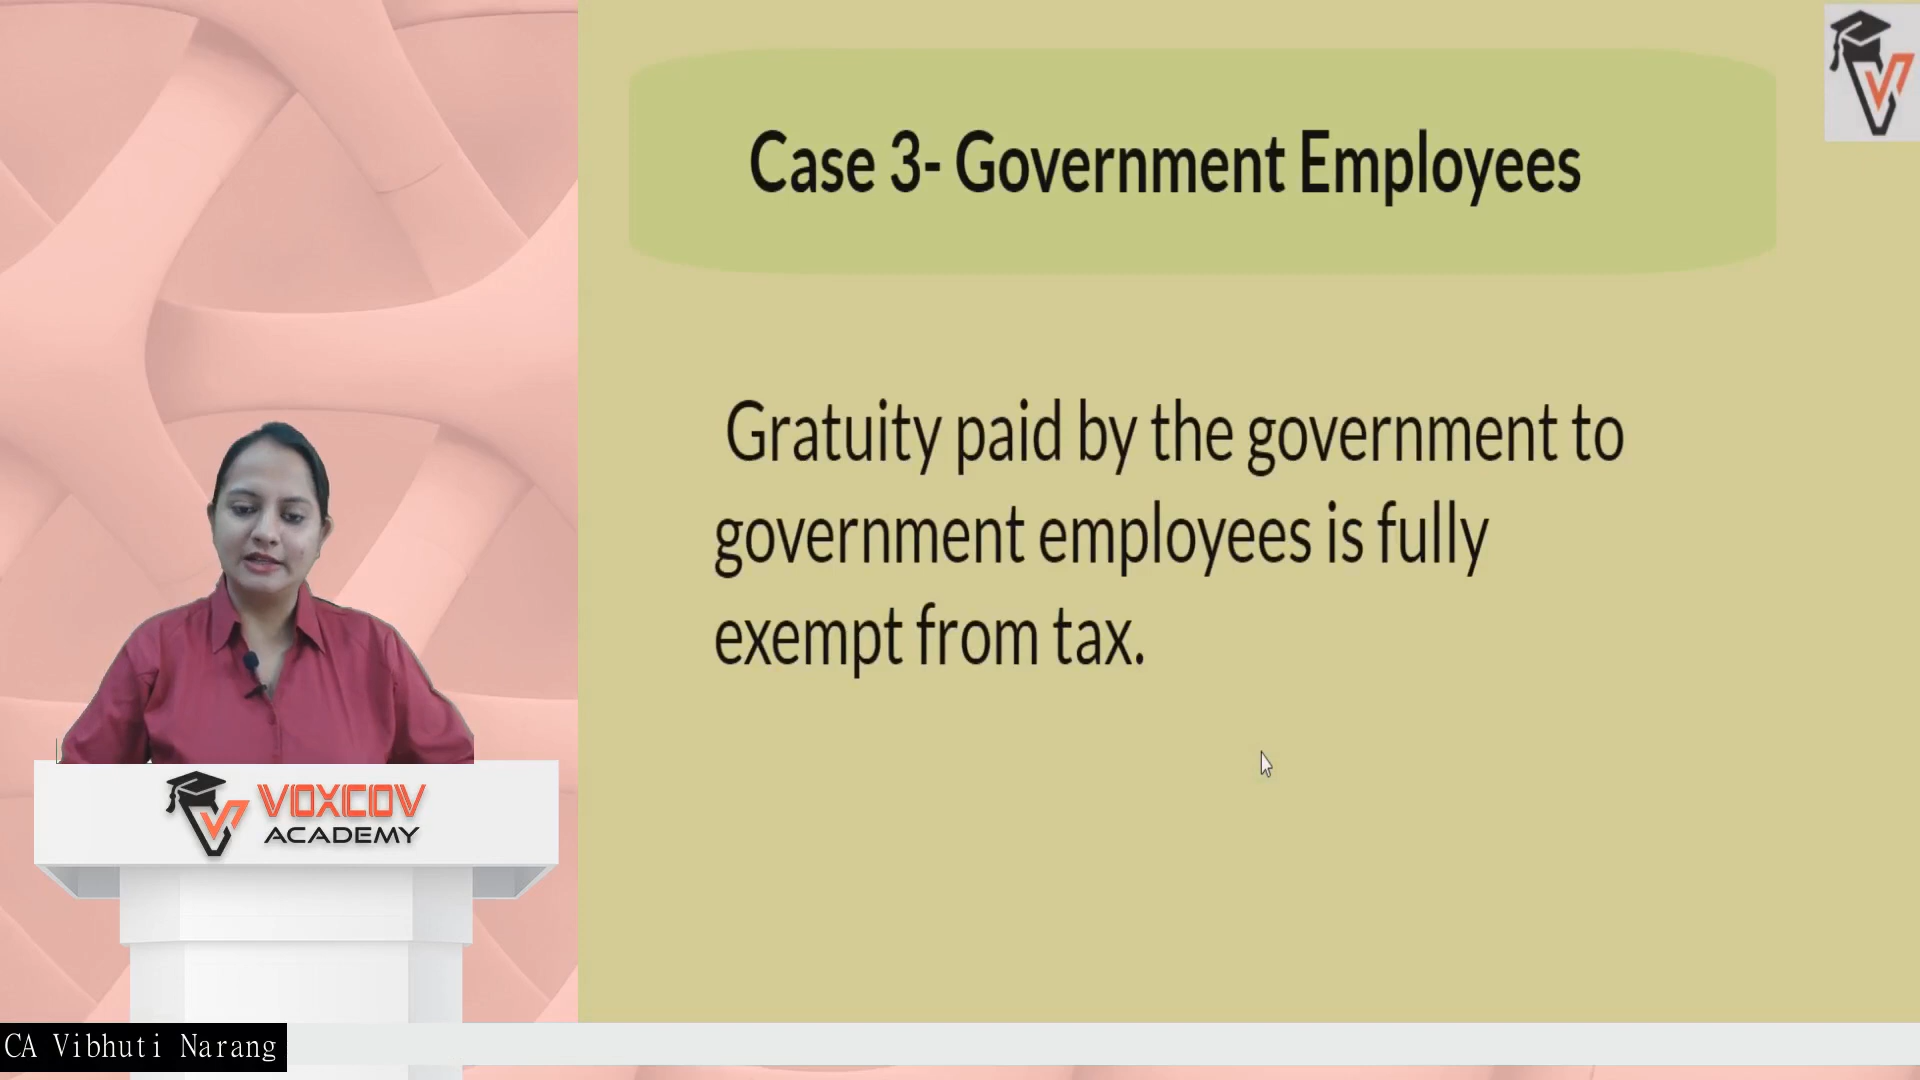 Case 3- Government Employees
Gratuity paid by the government to
government employees is fully
exempt from tax.
VOXCOV
ACADEMY
CA Vibhuti Narang